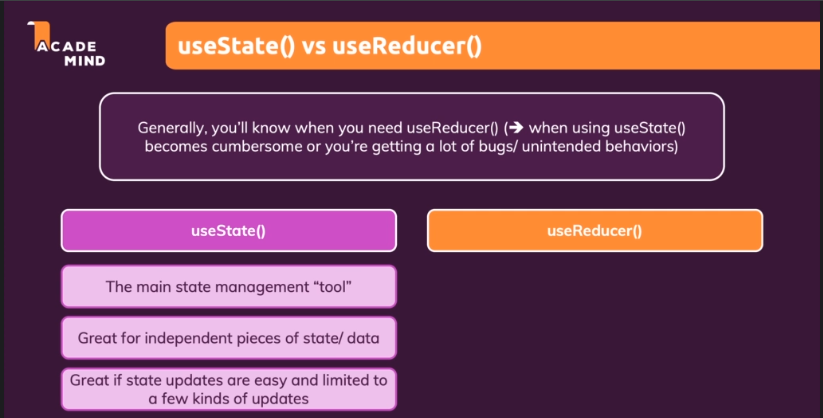 ACADE
MIND
useState() vs useReducer()
Generally, you'll know when you need useReducer() (➔ when using useState()
becomes cumbersome or you're getting a lot of bugs/ unintended behaviors)
useState()
useReducer()
The main state management “tool”
Great for independent pieces of state/ data
Great if state updates are easy and limited to
a few kinds of updates